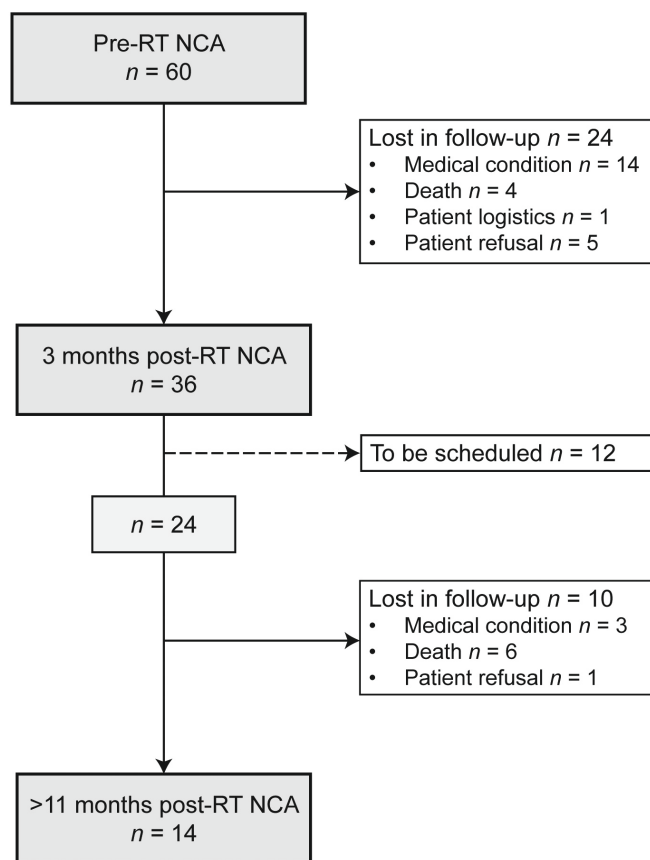 Pre-RT NCA
n = 60
Lost in follow-up n = 24
• Medical condition n = 14
• Death n = 4
• Patient logistics n = 1
• Patient refusal n = 5
3 months post-RT NCA
n = 36
To be scheduled n = 12
n = 24
Lost in follow-up n = 10
• Medical condition n = 3
• Death n = 6
• Patient refusal n = 1
>11 months post-RT NCA
n = 14